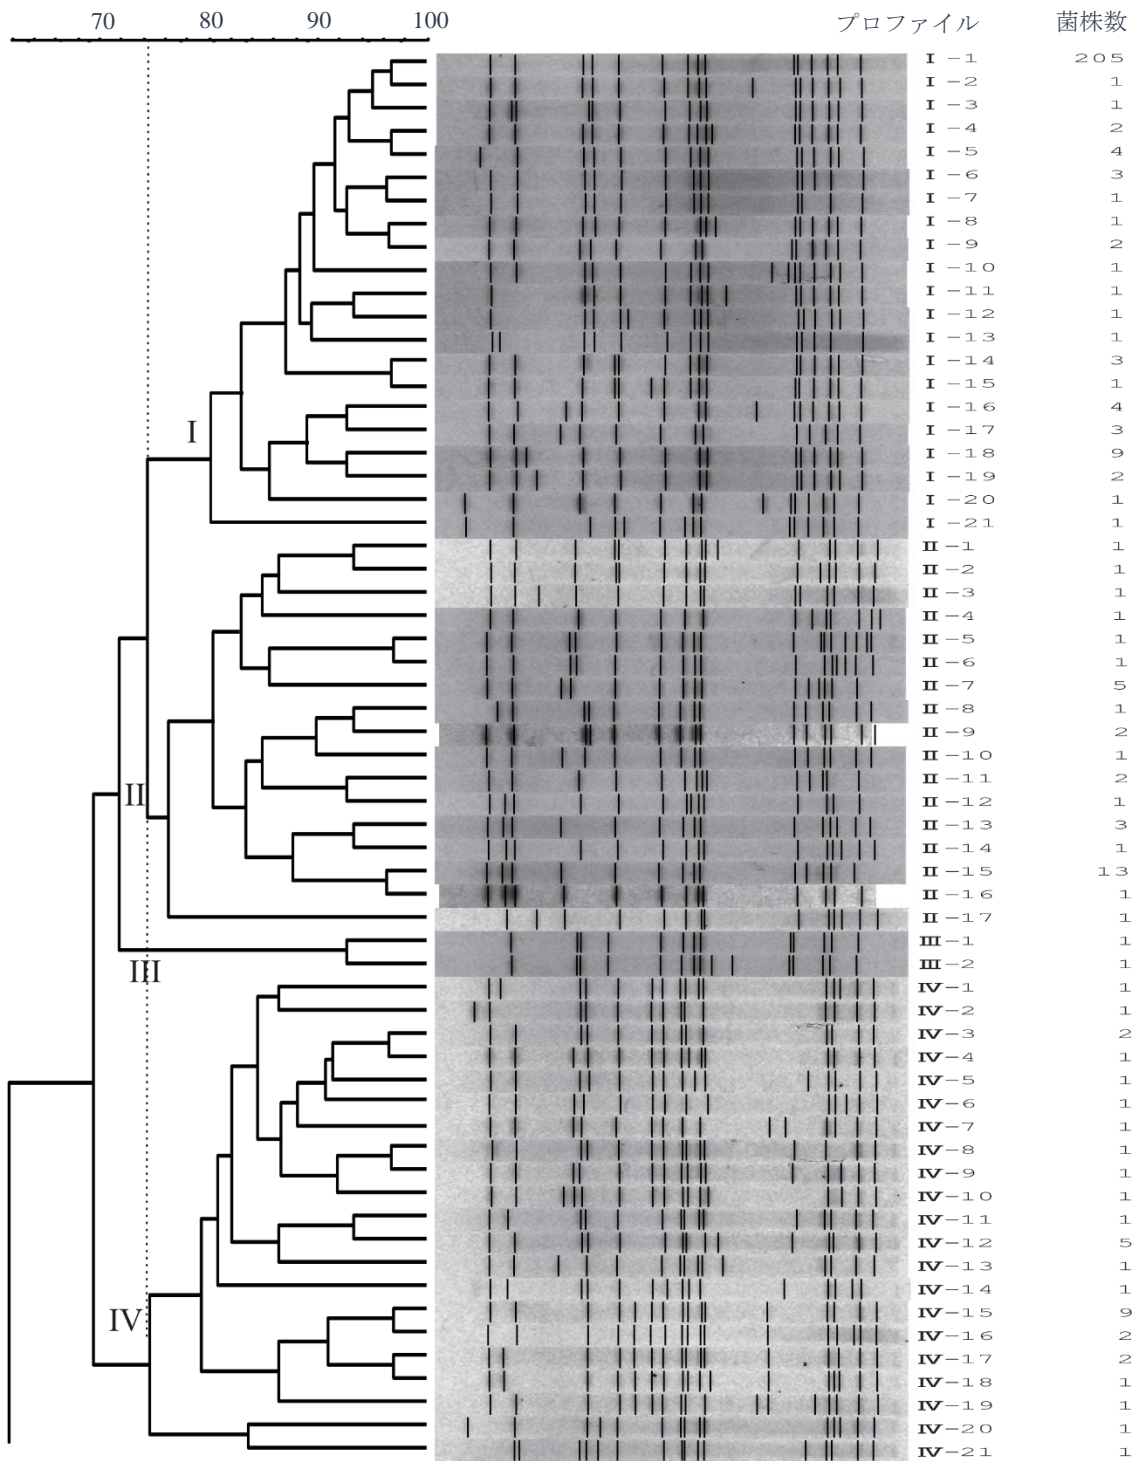 70 80 90 100 プロファイル 菌株数
I -1 205
I -2 1
I -3 1
I -4 2
I -5 4
I -6 3
I -7 1
I -8 1
I -9 2
I -10 1
I -11 1
I -12 1
I -13 1
I -14 3
I -15 1
I -16 4
I -17 3
I
I -18 9
I -19 2
I -20 1
I -21 1
II -1 1
II -2 1
II -3 1
II -4 1
II -5 1
II -6 1
II -7 5
II -8 1
II -9 2
II -10 1
II -11 2
II
II -12 1
II -13 3
II -14 1
II -15 13
II -16 1
II -17 1
III -1 1
III -2 1
III
IV -1 1
IV -2 1
IV -3 2
IV -4 1
IV -5 1
IV -6 1
IV -7 1
IV -8 1
IV -9 1
IV -10 1
IV -11 1
IV -12 5
IV -13 1
IV -14 1
IV -15 9
IV
IV -16 2
IV -17 2
IV -18 1
IV -19 1
IV -20 1
IV -21 1